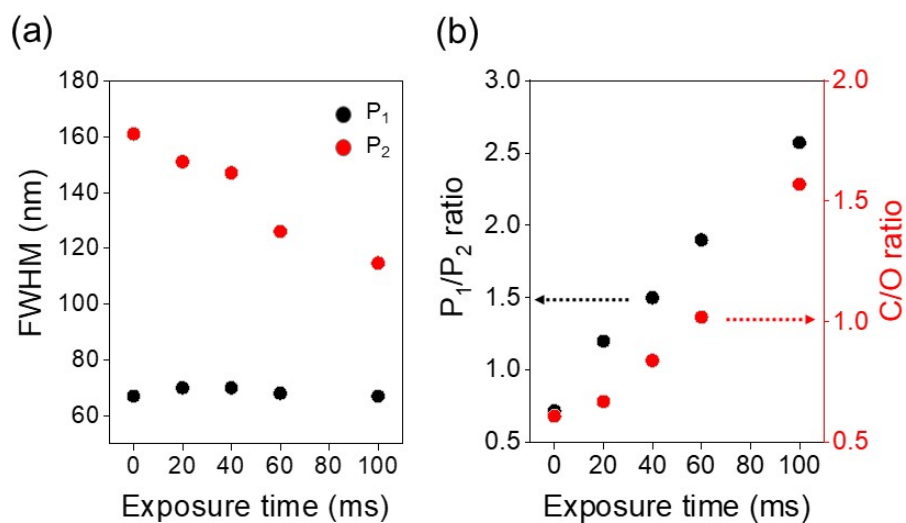 (a)
FWHM (nm)
180
160
140
120
100
80
60
P₁
P₂
0 20 40 60 80 100
Exposure time (ms)
(b)
P₁/P₂ ratio
3.0
2.5
2.0
1.5
1.0
0.5
0 20 40 60 80 100
Exposure time (ms)
2.0
1.5
1.0
0.5
C/O ratio